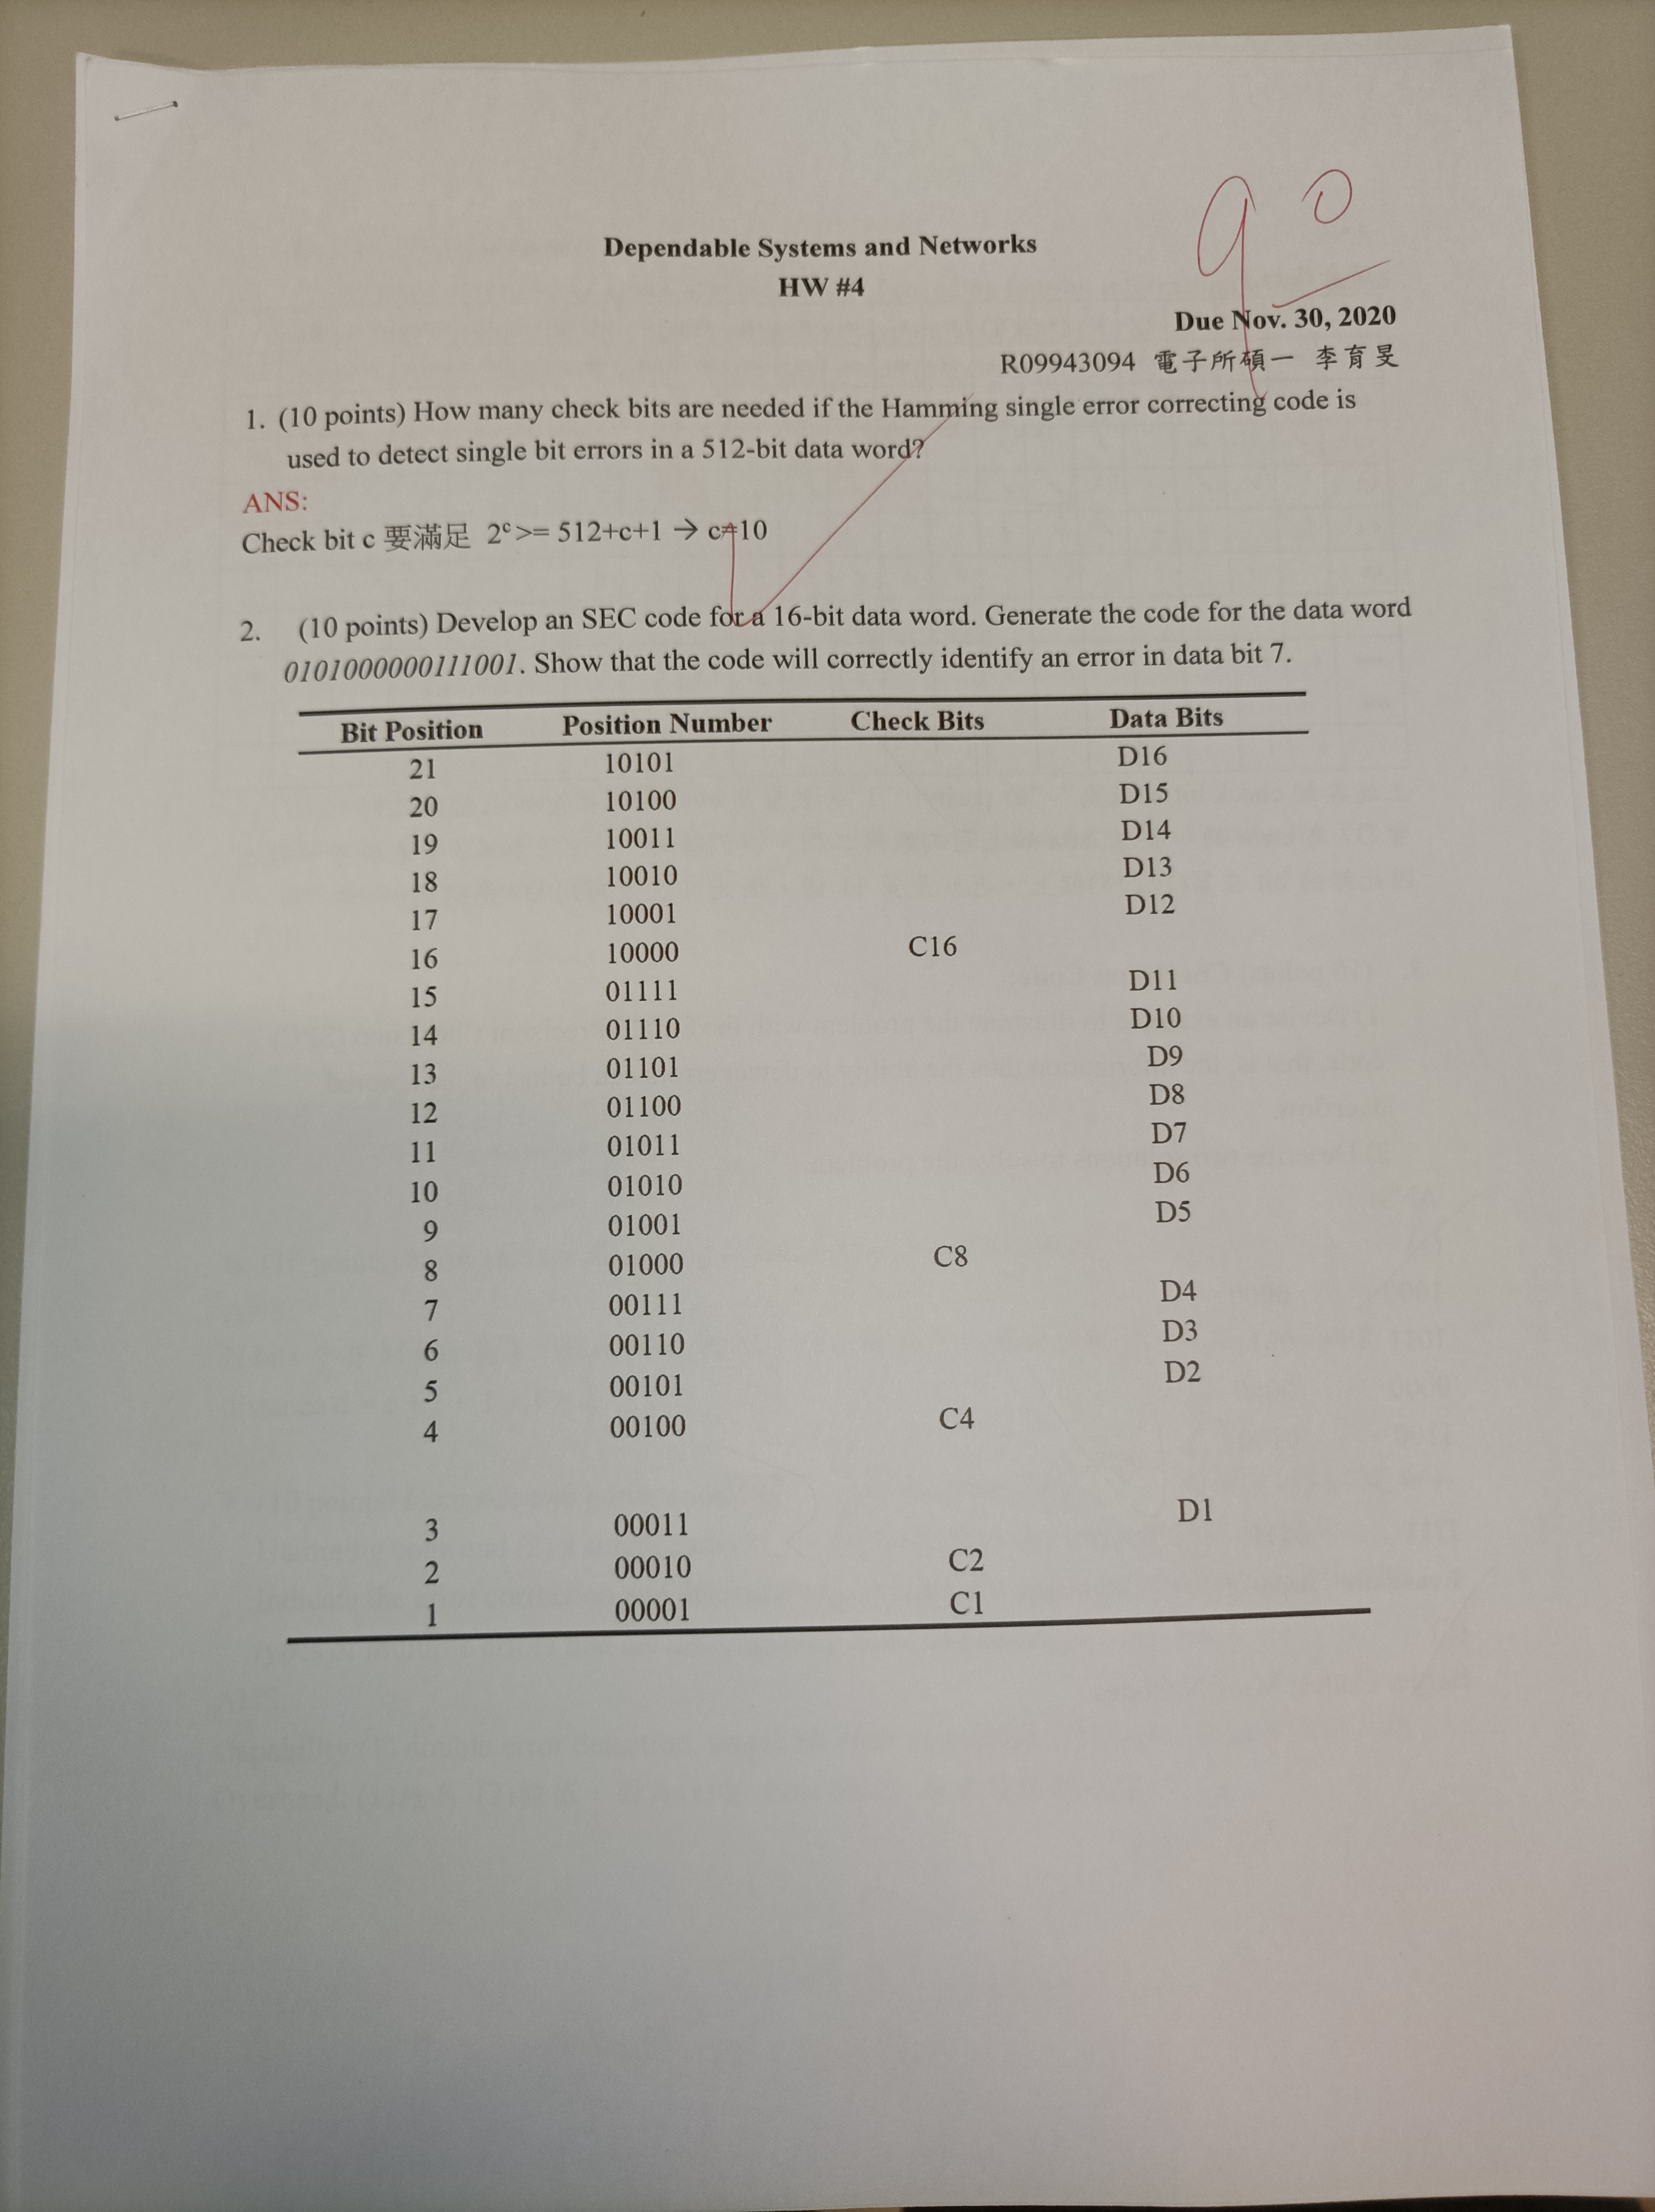 90
Dependable Systems and Networks
HW #4
Due Nov. 30, 2020
R09943094 電子所碩一 李育旻
1. (10 points) How many check bits are needed if the Hamming single error correcting code is
used to detect single bit errors in a 512-bit data word?
ANS:
Check bit c 要滿足 2ᶜ>= 512+c+1 → c=10
2. (10 points) Develop an SEC code for a 16-bit data word. Generate the code for the data word
0101000000111001. Show that the code will correctly identify an error in data bit 7.
Bit Position Position Number Check Bits Data Bits
21 10101 D16
20 10100 D15
19 10011 D14
18 10010 D13
17 10001 D12
16 10000 C16
15 01111 D11
14 01110 D10
13 01101 D9
12 01100 D8
11 01011 D7
10 01010 D6
9 01001 D5
8 01000 C8
7 00111 D4
6 00110 D3
5 00101 D2
4 00100 C4
3 00011 D1
2 00010 C2
1 00001 C1